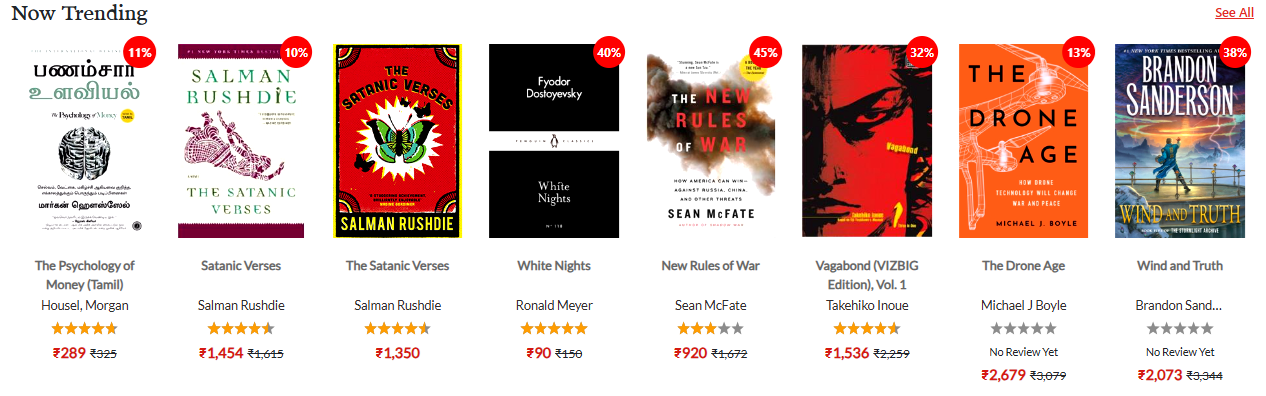 Now Trending
See All
11%
பணம்சார்
உளவியல்
The Psychology of Money
மார்கன் ஹௌஸ்ஸேல்
The Psychology of
Money (Tamil)
Housel, Morgan
₹289 ₹325
10%
SALMAN
RUSHDIE
THE SATANIC
VERSES
Satanic Verses
Salman Rushdie
₹1,454 ₹1,615
THE
SATANIC VERSES
SALMAN RUSHDIE
The Satanic Verses
Salman Rushdie
₹1,350
40%
Fyodor
Dostoyevsky
PENGUIN CLASSICS
White
Nights
N° 118
White Nights
Ronald Meyer
₹90 ₹150
45%
THE NEW
RULES
OF WAR
HOW AMERICA CAN WIN—
AGAINST RUSSIA, CHINA,
AND OTHER THREATS
SEAN McFATE
New Rules of War
Sean McFate
₹920 ₹1,672
32%
Vagabond
Takehiko Inoue
Vagabond (VIZBIG
Edition), Vol. 1
Takehiko Inoue
₹1,536 ₹2,259
13%
THE
DRONE
AGE
HOW DRONE
TECHNOLOGY WILL CHANGE
WAR AND PEACE
MICHAEL J BOYLE
The Drone Age
Michael J Boyle
No Review Yet
₹2,679 ₹3,079
38%
#1 NEW YORK TIMES BESTSELLING
BRANDON
SANDERSON
WIND AND TRUTH
Wind and Truth
Brandon Sand...
No Review Yet
₹2,073 ₹3,344